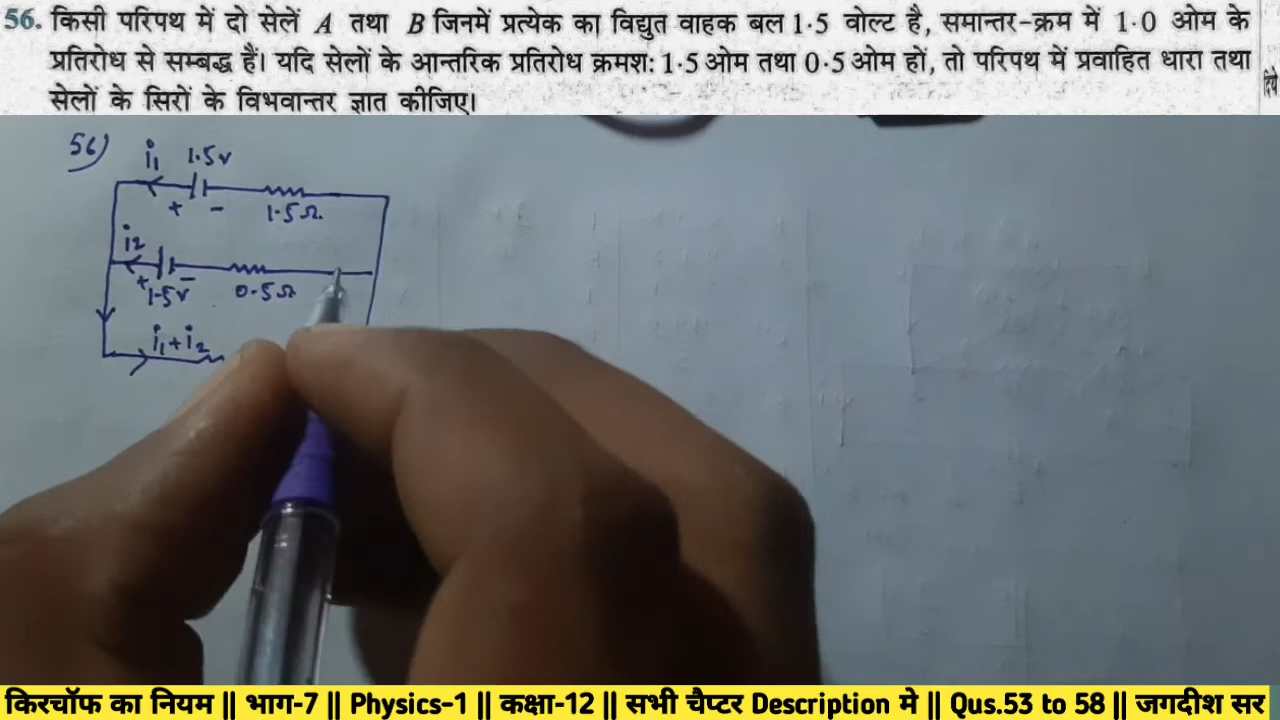 56. किसी परिपथ में दो सेलें A तथा B जिनमें प्रत्येक का विद्युत वाहक बल 1·5 वोल्ट है, समान्तर-क्रम में 1·0 ओम के
प्रतिरोध से सम्बद्ध हैं। यदि सेलों के आन्तरिक प्रतिरोध क्रमश: 1·5 ओम तथा 0·5 ओम हों, तो परिपथ में प्रवाहित धारा तथा
सेलों के सिरों के विभवान्तर ज्ञात कीजिए।
56)
i₁ 1.5v
+ - 1.5Ω
i₂
+ -
1.5v 0.5Ω
i₁+i₂
किरचॉफ का नियम || भाग-7 || Physics-1 || कक्षा-12 || सभी चैप्टर Description मे || Qus.53 to 58 || जगदीश सर